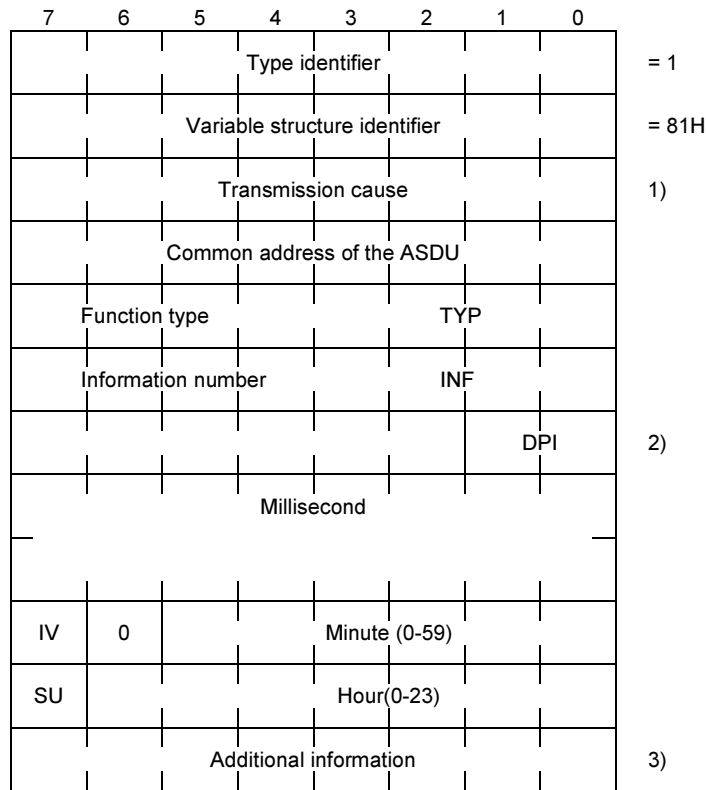 7 6 5 4 3 2 1 0
Type identifier = 1
Variable structure identifier = 81H
Transmission cause 1)
Common address of the ASDU
Function type TYP
Information number INF
DPI 2)
Millisecond
IV 0 Minute (0-59)
SU Hour(0-23)
Additional information 3)